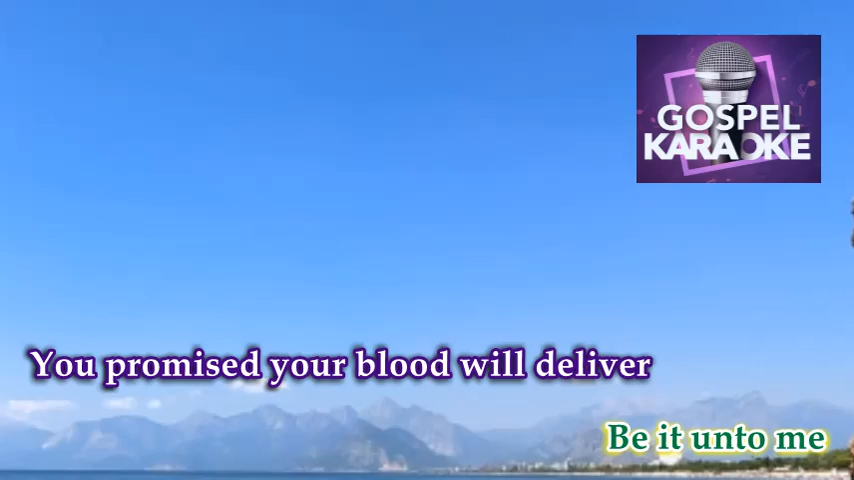 GOSPEL
KARAOKE
You promised your blood will deliver
Be it unto me